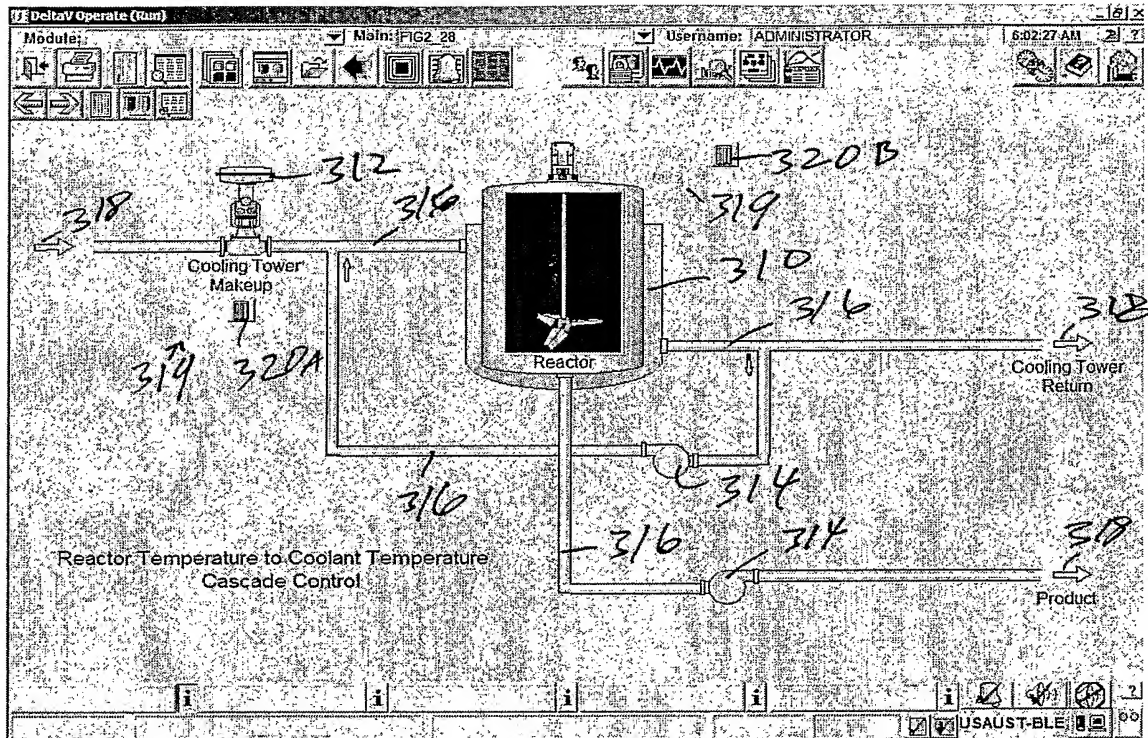 DeltaV Operate (Run)
Module: Main: FIG2_28 Username: ADMINISTRATOR 6:02:27 AM ?
312
320B
318
316
319
310
Cooling Tower
Makeup
316
318
Reactor
319 320A
Cooling Tower
Return
316
314
316
314
318
Reactor Temperature to Coolant Temperature
Cascade Control
Product
i i i i i ?
USAUST-BLE